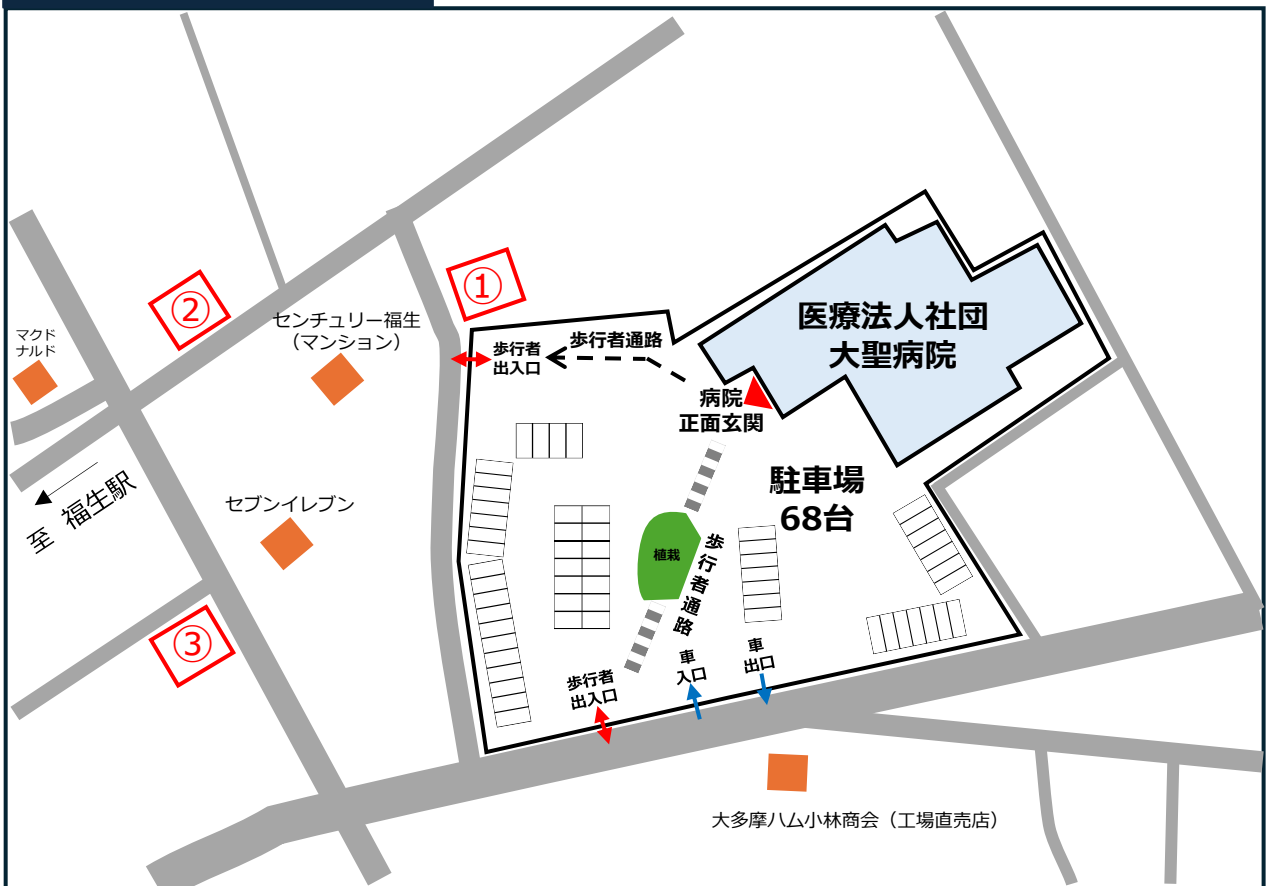 ①
②
センチュリー福生
(マンション)
マクド
ナルド
歩行者
出入口
歩行者通路
医療法人社団
大聖病院
病院
正面玄関
至 福生駅
セブンイレブン
駐車場
68台
植栽
歩行者通路
③
歩行者
出入口
車
入口
車
出口
大多摩ハム小林商会(工場直売店)